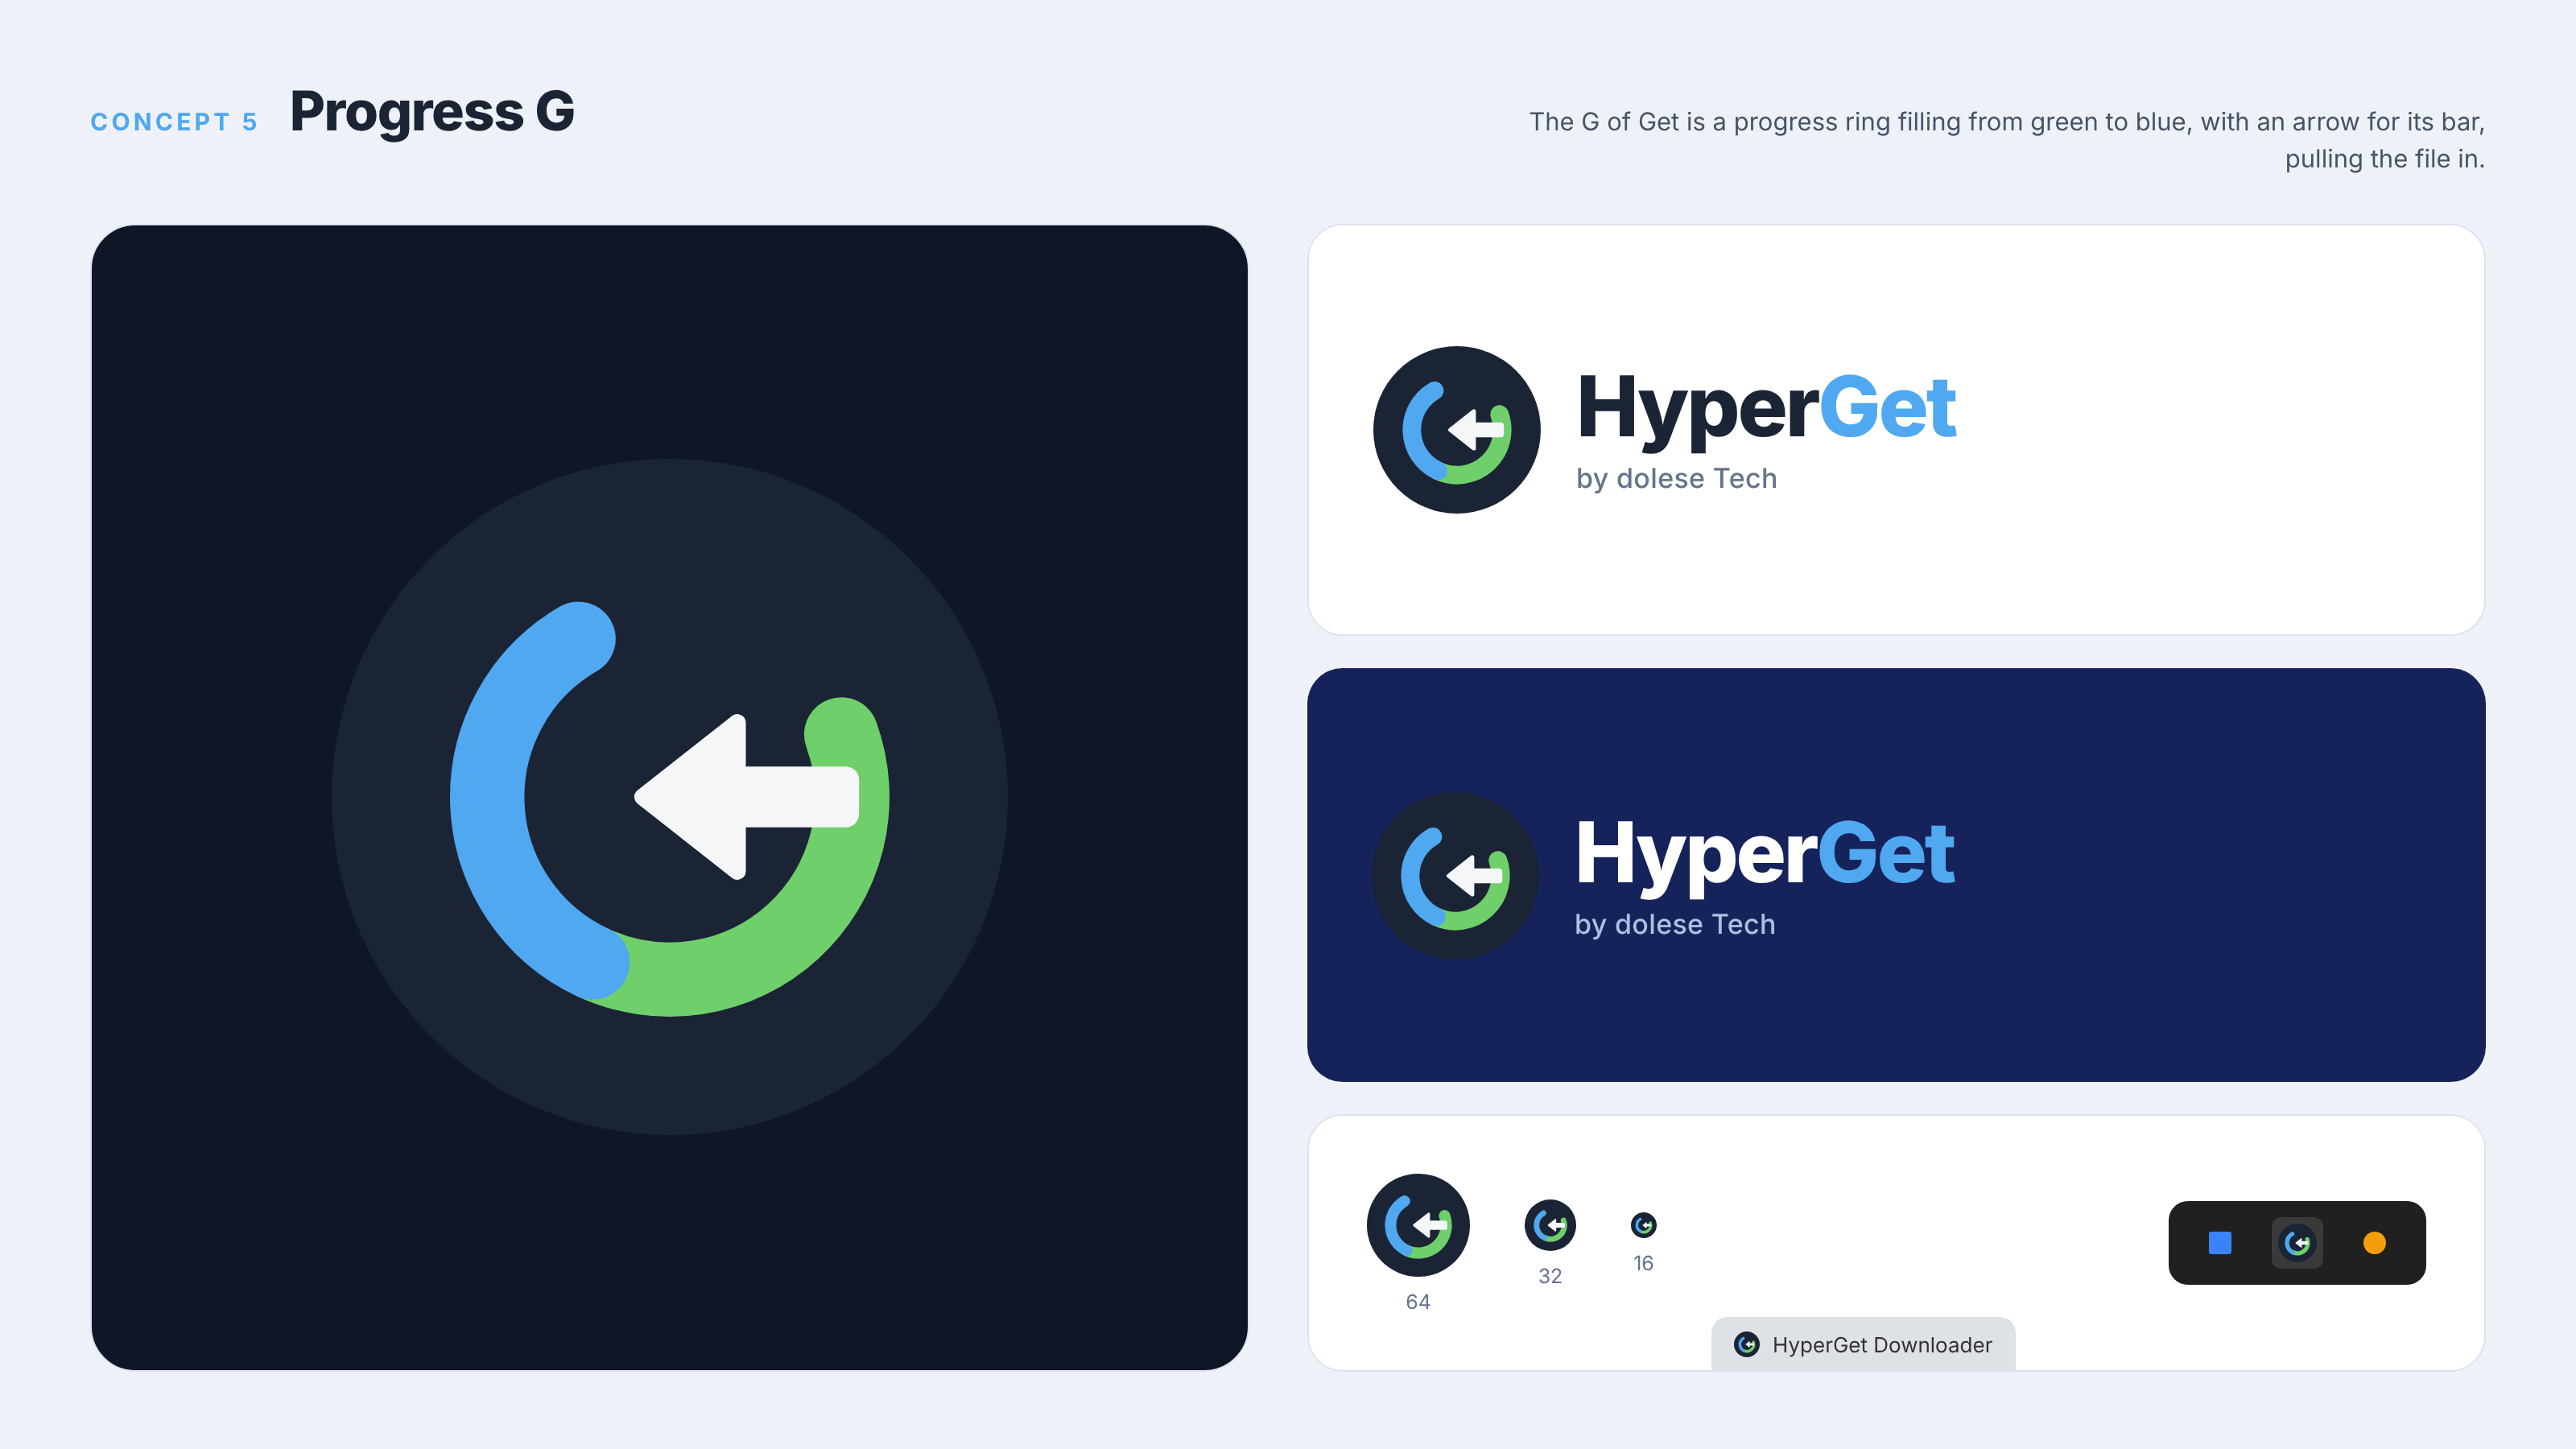 CONCEPT 5 Progress G
The G of Get is a progress ring filling from green to blue, with an arrow for its bar,
pulling the file in.
HyperGet
by dolese Tech
HyperGet
by dolese Tech
64
32
16
HyperGet Downloader